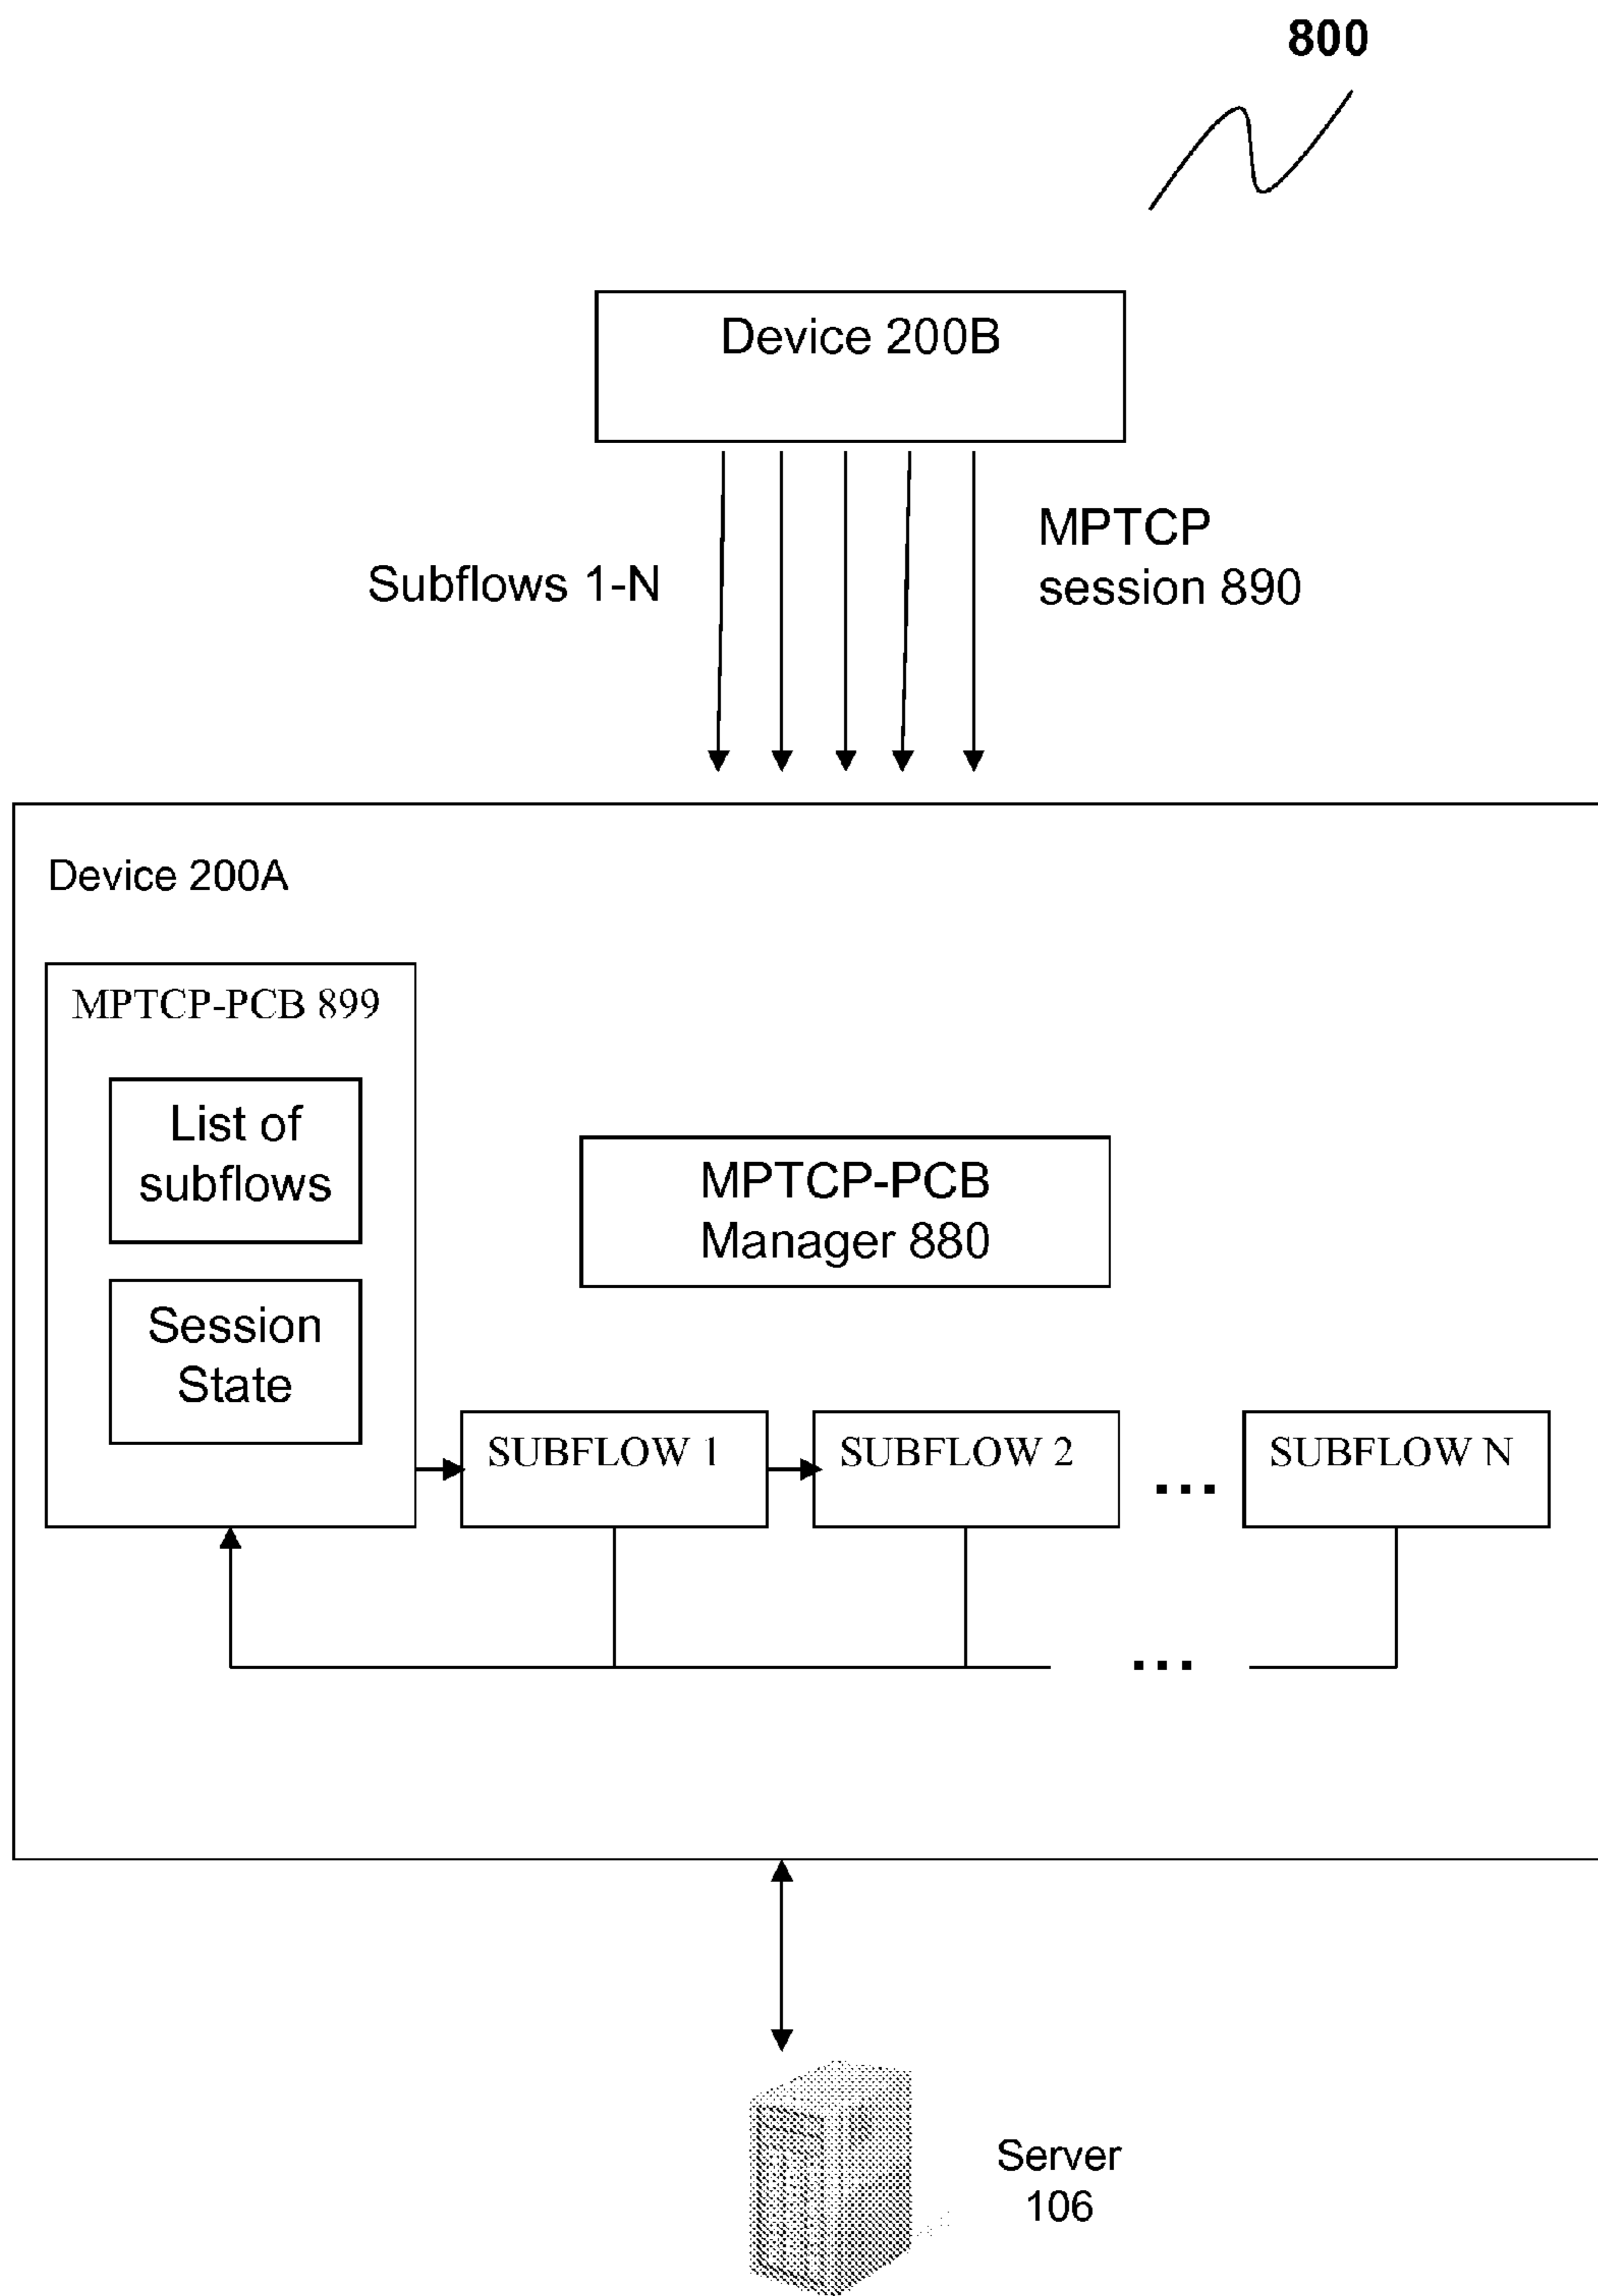 800
Device 200B
Subflows 1-N
MPTCP
session 890
Device 200A
MPTCP-PCB 899
List of
subflows
Session
State
MPTCP-PCB
Manager 880
SUBFLOW 1
SUBFLOW 2
...
SUBFLOW N
...
Server
106